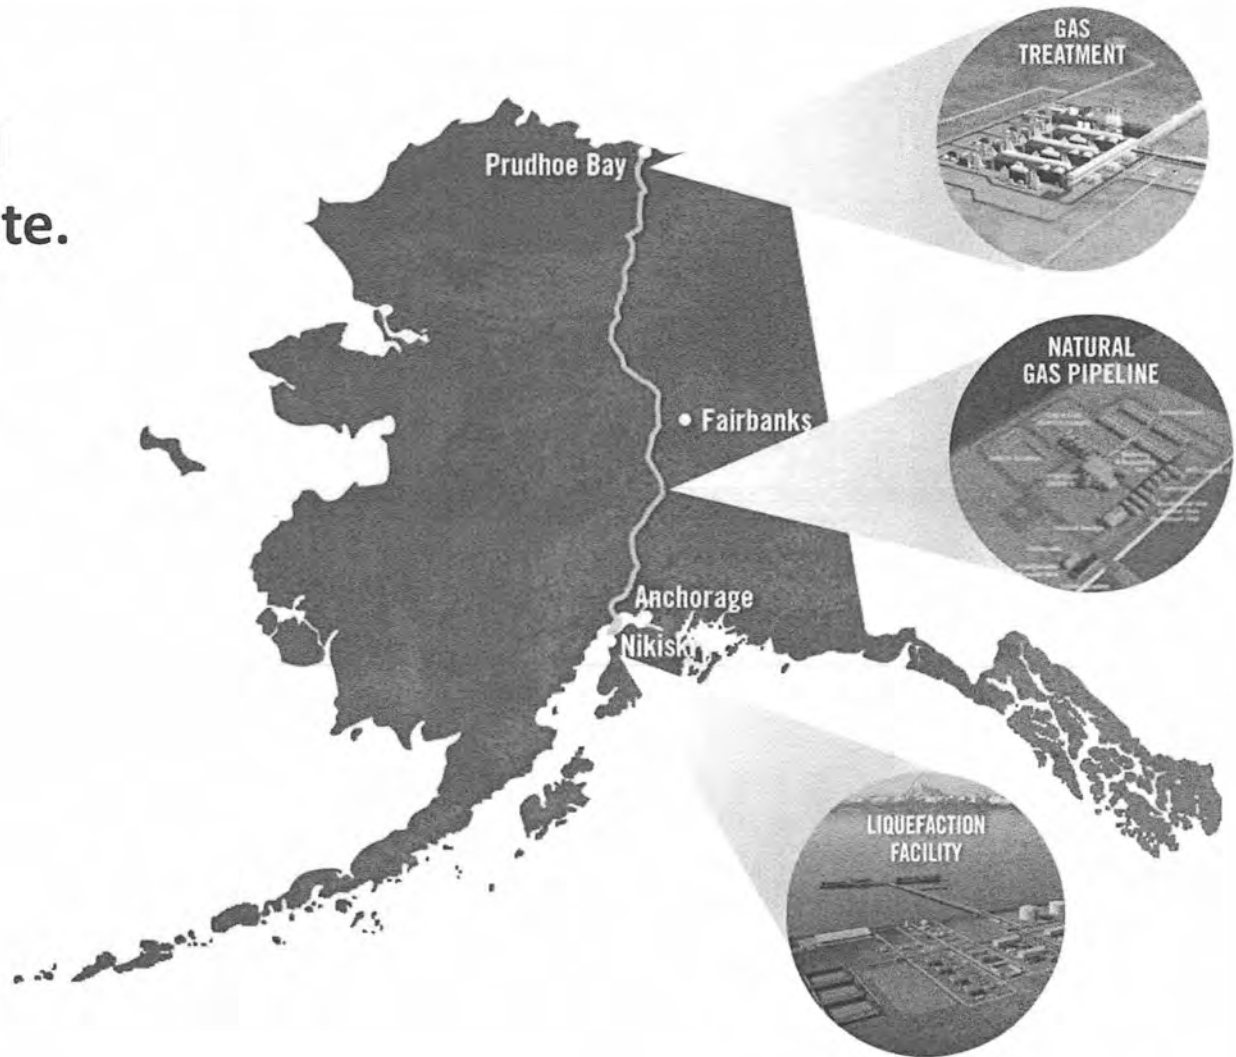 te.
GAS
TREATMENT
Prudhoe Bay
NATURAL
GAS PIPELINE
Fairbanks
Anchorage
Nikiski
LIQUEFACTION
FACILITY